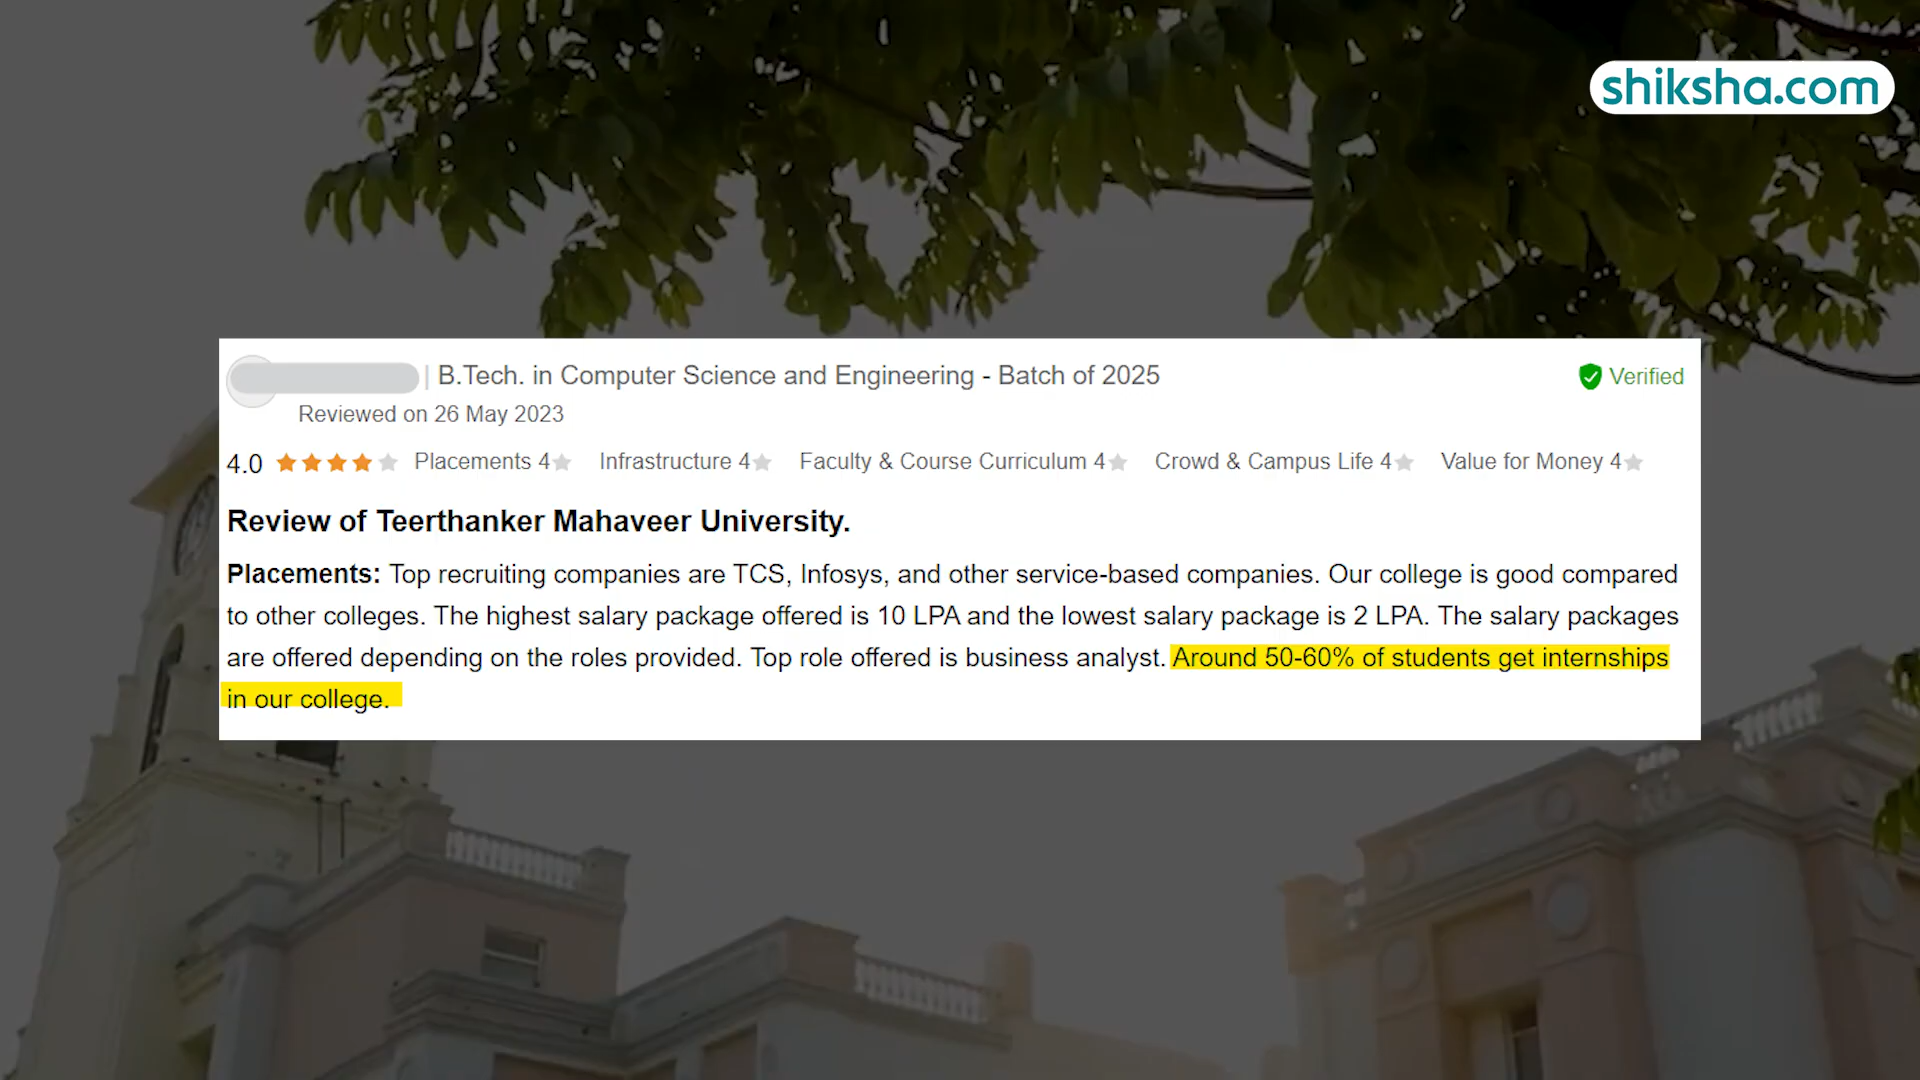 shiksha.com
| B.Tech. in Computer Science and Engineering - Batch of 2025
Verified
Reviewed on 26 May 2023
4.0 Placements 4 Infrastructure 4 Faculty & Course Curriculum 4 Crowd & Campus Life 4 Value for Money 4
Review of Teerthanker Mahaveer University.
Placements: Top recruiting companies are TCS, Infosys, and other service-based companies. Our college is good compared
to other colleges. The highest salary package offered is 10 LPA and the lowest salary package is 2 LPA. The salary packages
are offered depending on the roles provided. Top role offered is business analyst. Around 50-60% of students get internships
in our college.